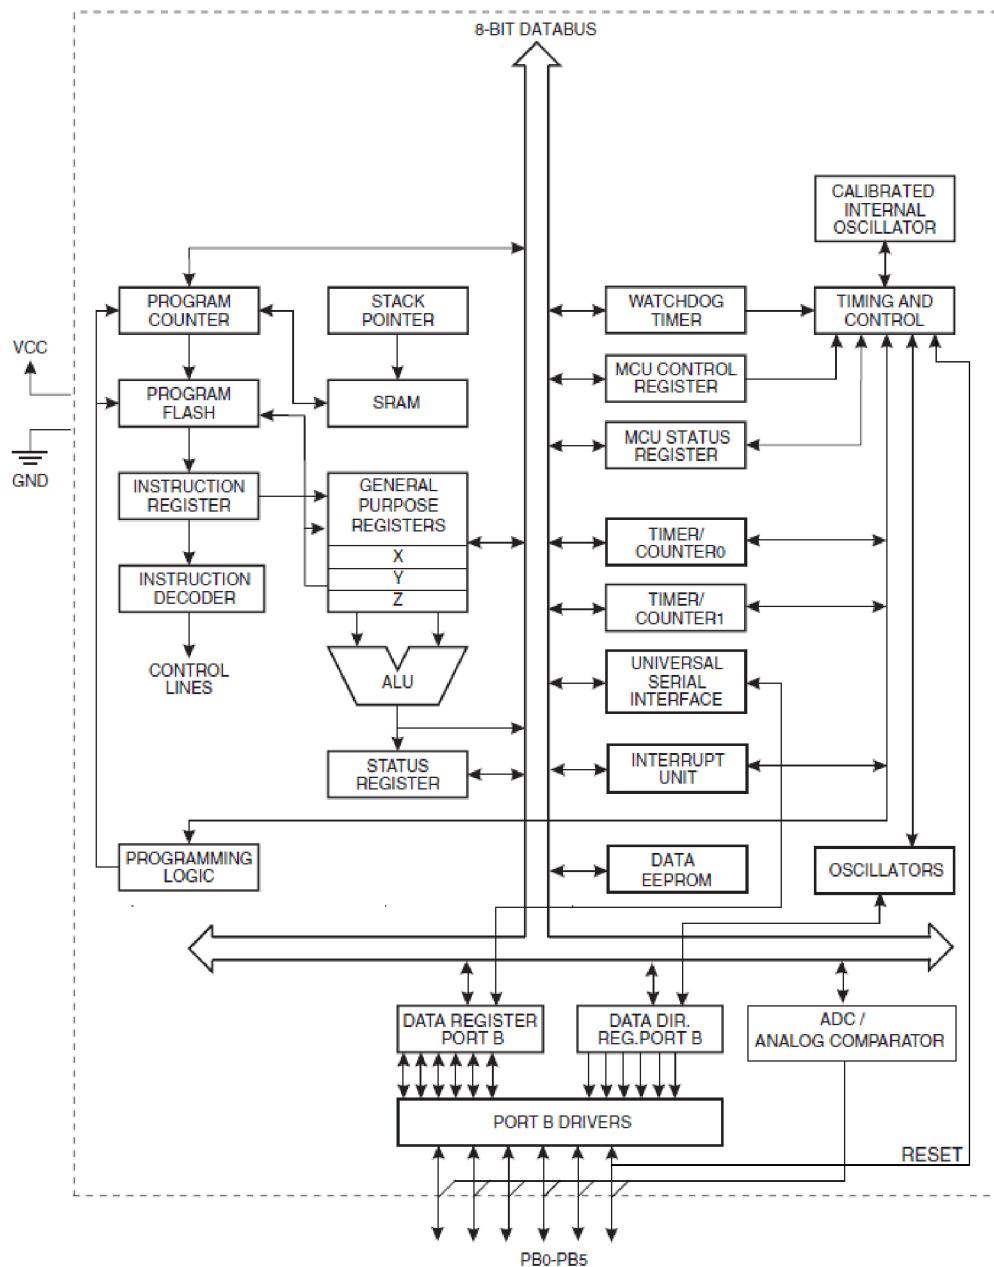 8-BIT DATABUS
CALIBRATED
INTERNAL
OSCILLATOR
PROGRAM
COUNTER
STACK
POINTER
WATCHDOG
TIMER
TIMING AND
CONTROL
VCC
PROGRAM
FLASH
SRAM
MCU CONTROL
REGISTER
MCU STATUS
REGISTER
GND
INSTRUCTION
REGISTER
GENERAL
PURPOSE
REGISTERS
X
Y
Z
TIMER/
COUNTER0
INSTRUCTION
DECODER
TIMER/
COUNTER1
CONTROL
LINES
ALU
UNIVERSAL
SERIAL
INTERFACE
STATUS
REGISTER
INTERRUPT
UNIT
PROGRAMMING
LOGIC
DATA
EEPROM
OSCILLATORS
DATA REGISTER
PORT B
DATA DIR.
REG.PORT B
ADC /
ANALOG COMPARATOR
PORT B DRIVERS
RESET
PB0-PB5